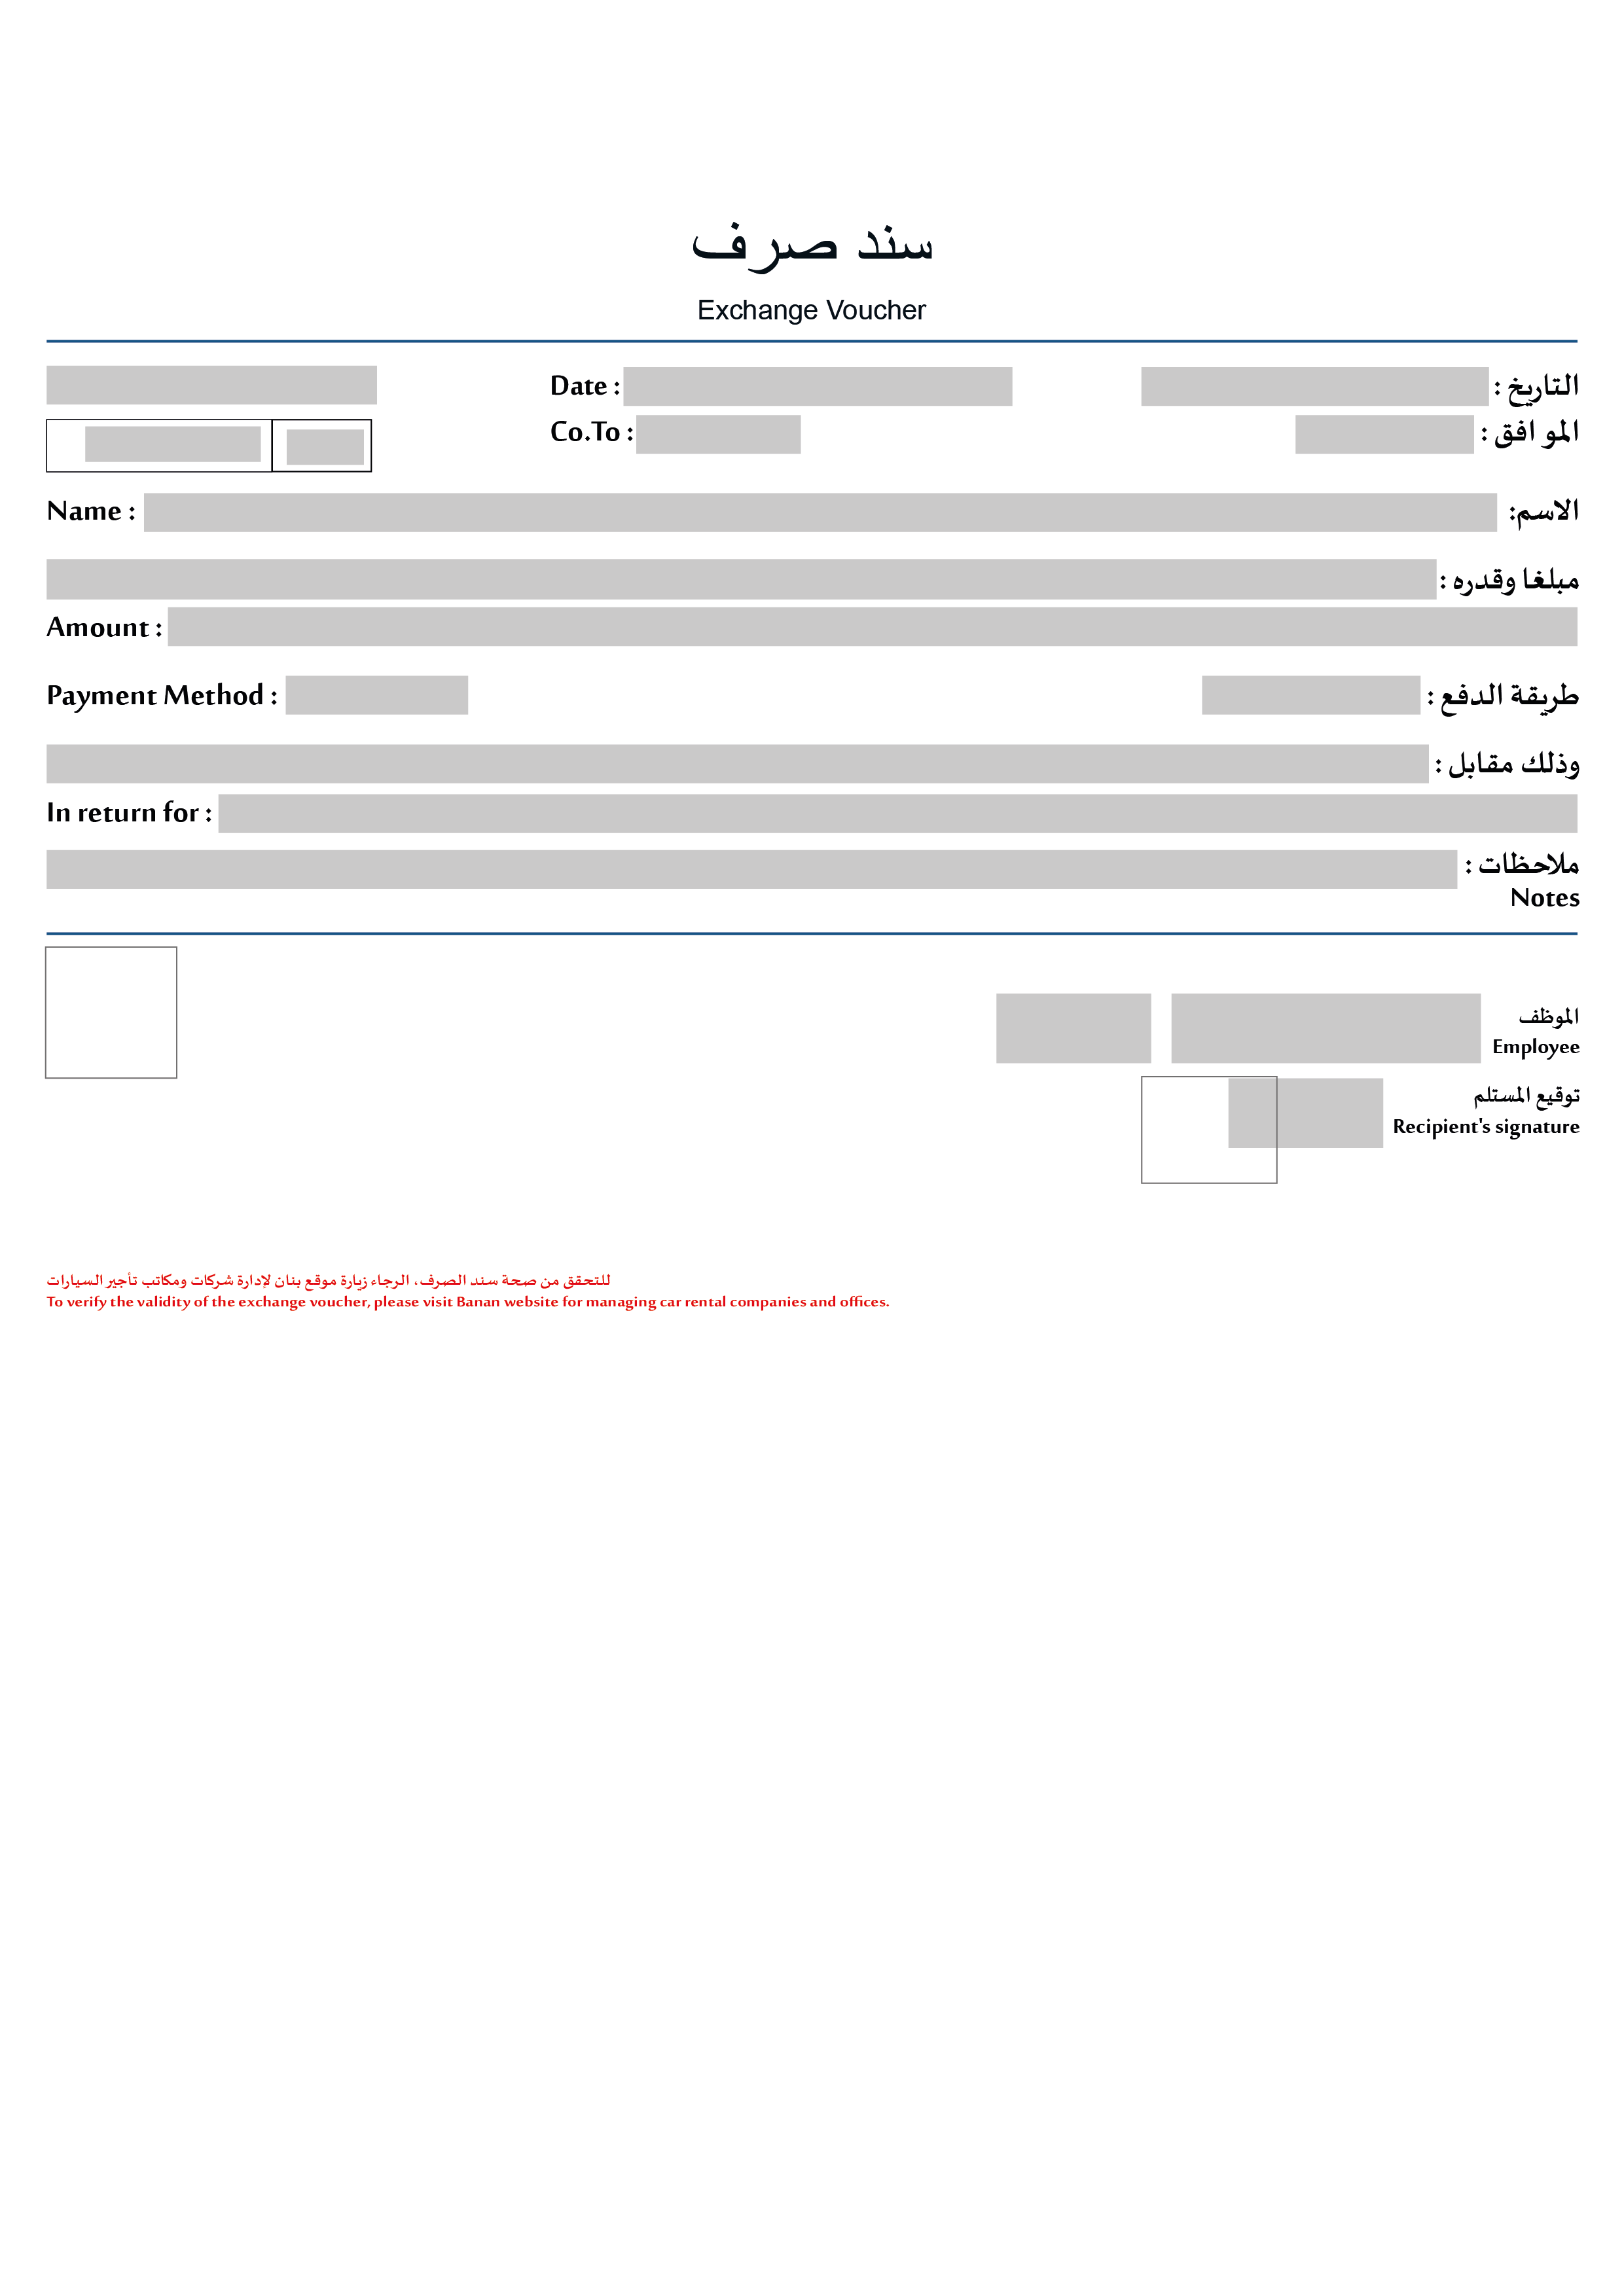 سند صرف
Exchange Voucher
Date : التاريخ :
Co.To : الموافق :
Name : الاسم:
مبلغا وقدره :
Amount :
Payment Method : طريقة الدفع :
وذلك مقابل :
In return for :
ملاحظات :
Notes
الموظف
Employee
توقيع المستلم
Recipient's signature
للتحقق من صحة سند الصرف، الرجاء زيارة موقع بنان لإدارة شركات ومكاتب تأجير السيارات
To verify the validity of the exchange voucher, please visit Banan website for managing car rental companies and offices.